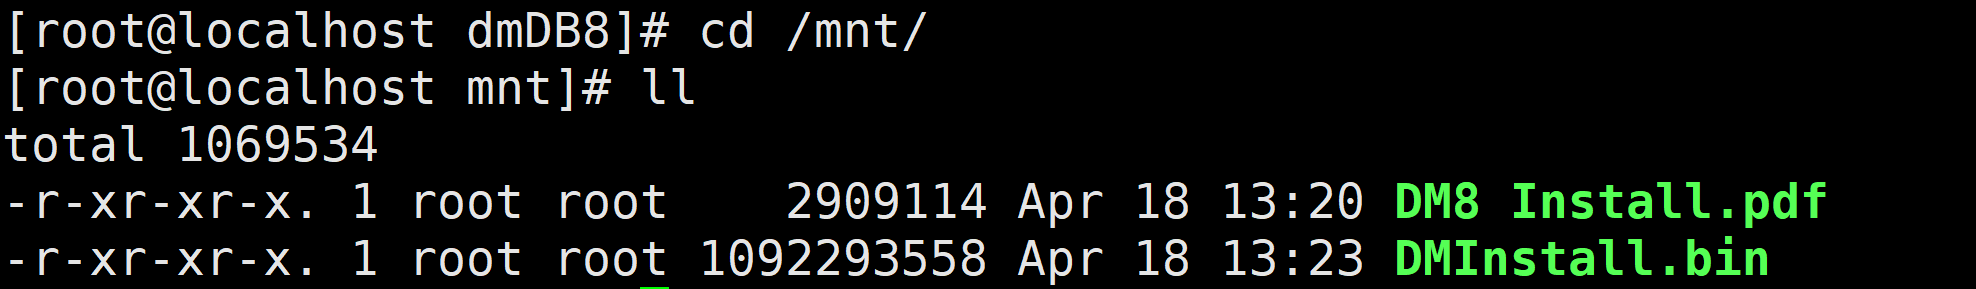 [root@localhost dmDB8]# cd /mnt/
[root@localhost mnt]# ll
total 1069534
-r-xr-xr-x. 1 root root    2909114 Apr 18 13:20 DM8 Install.pdf
-r-xr-xr-x. 1 root root 1092293558 Apr 18 13:23 DMInstall.bin